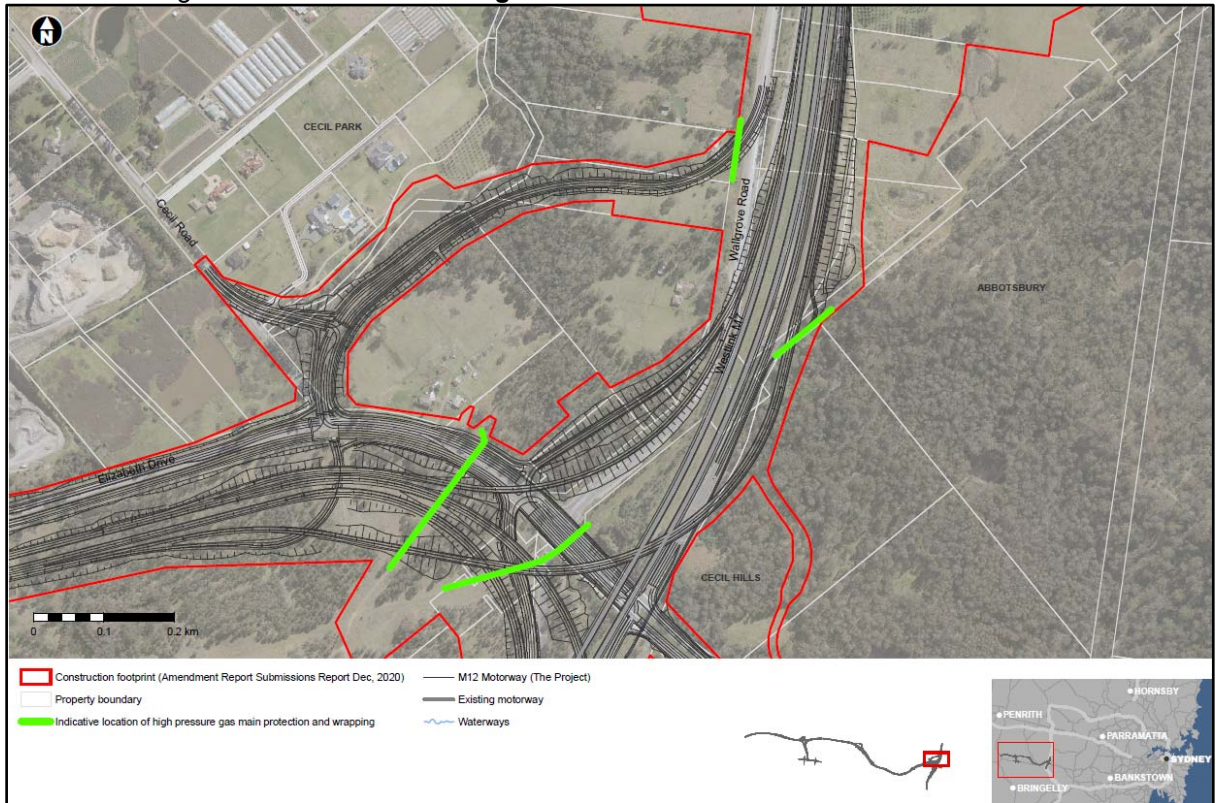 N
CECIL PARK
Cecil Road
Wallgrove Road
ABBOTSBURY
Westlink M7
Elizabeth Drive
CECIL HILLS
0 0.1 0.2 km
Construction footprint (Amendment Report Submissions Report Dec, 2020)
Property boundary
Indicative location of high pressure gas main protection and wrapping
M12 Motorway (The Project)
Existing motorway
Waterways
HORNSBY
PENRITH
PARRAMATTA
SYDNEY
BANKSTOWN
BRINGELLY